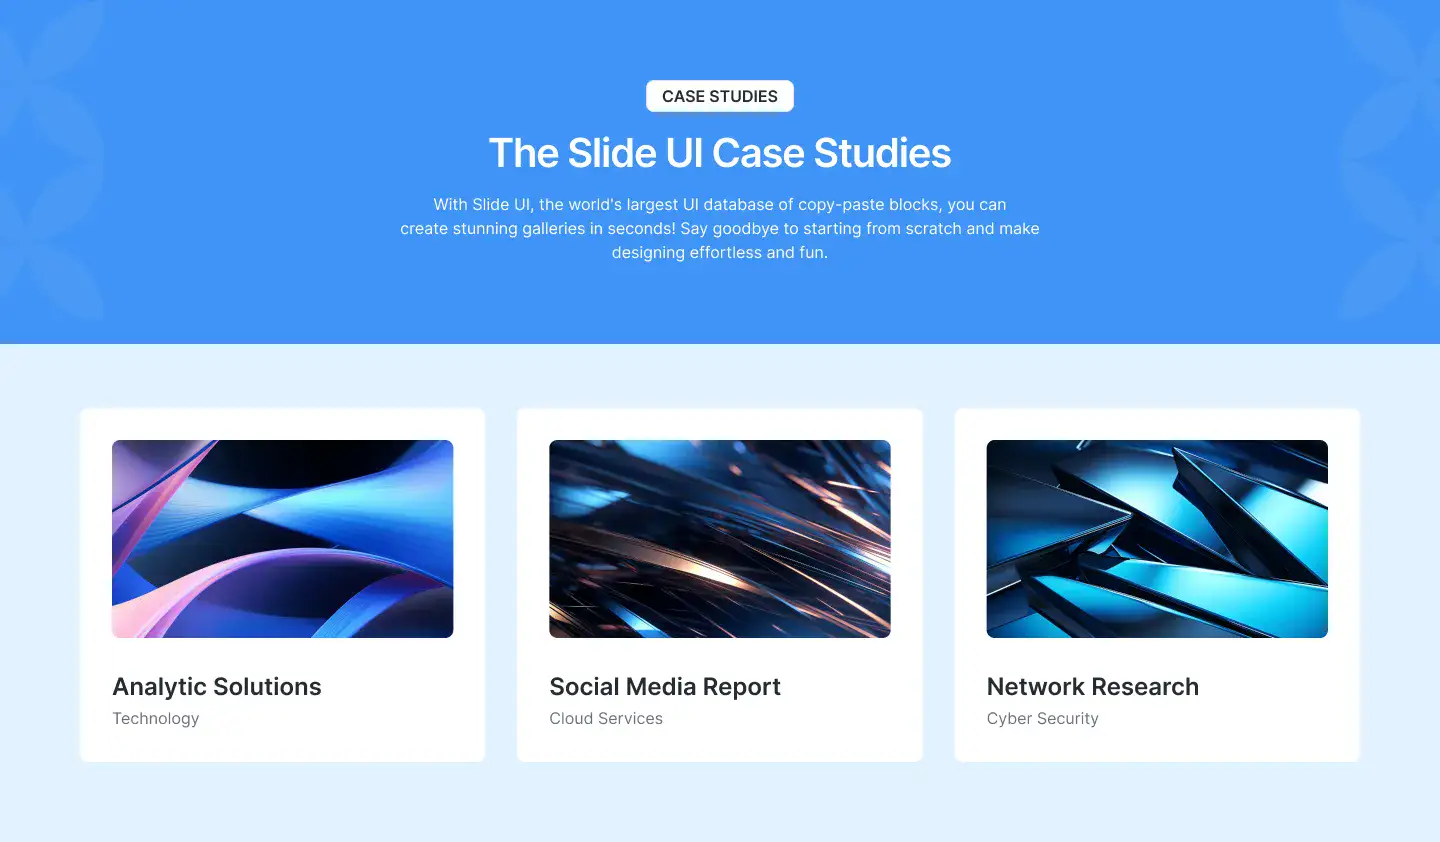 CASE STUDIES
The Slide UI Case Studies
With Slide UI, the world's largest UI database of copy-paste blocks, you can
create stunning galleries in seconds! Say goodbye to starting from scratch and make
designing effortless and fun.
Analytic Solutions
Technology
Social Media Report
Cloud Services
Network Research
Cyber Security